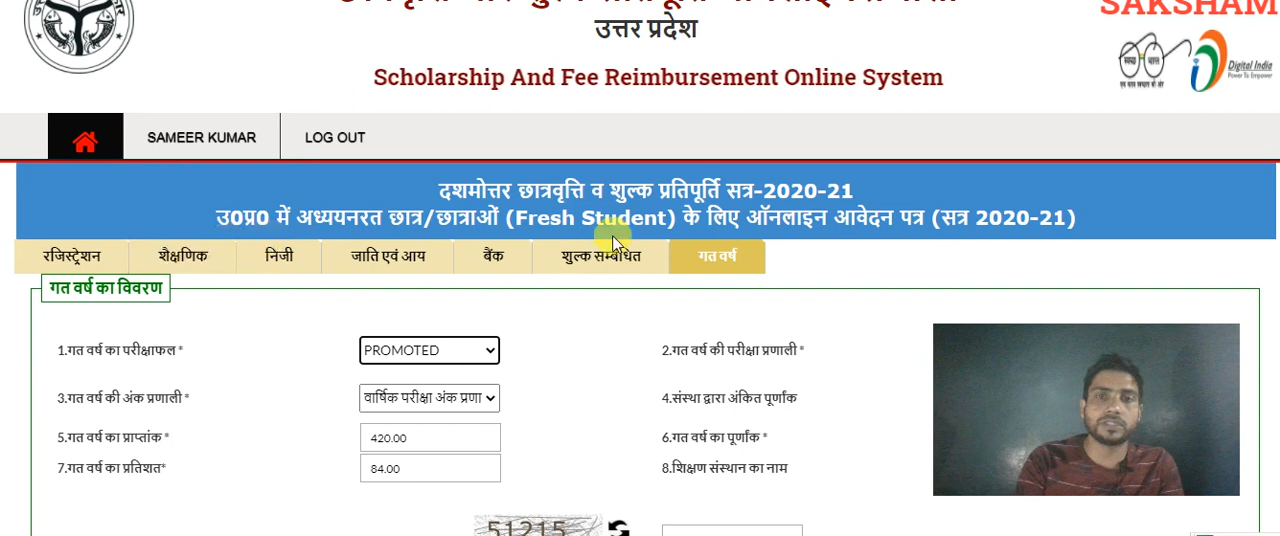 SAKSHAM
उत्तर प्रदेश
Scholarship And Fee Reimbursement Online System
Digital India
Power To Empower
SAMEER KUMAR
LOG OUT
दशमोत्तर छात्रवृत्ति व शुल्क प्रतिपूर्ति सत्र-2020-21
उ0प्र0 में अध्ययनरत छात्र/छात्राओं (Fresh Student) के लिए ऑनलाइन आवेदन पत्र (सत्र 2020-21)
रजिस्ट्रेशन
शैक्षणिक
निजी
जाति एवं आय
बैंक
शुल्क सम्बंधित
गत वर्ष
गत वर्ष का विवरण
1.गत वर्ष का परीक्षाफल *
PROMOTED
2.गत वर्ष की परीक्षा प्रणाली *
3.गत वर्ष की अंक प्रणाली *
वार्षिक परीक्षा अंक प्रणा
4.संस्था द्वारा अंकित पूर्णांक
5.गत वर्ष का प्राप्तांक *
420.00
6.गत वर्ष का पूर्णांक *
7.गत वर्ष का प्रतिशत*
84.00
8.शिक्षण संस्थान का नाम
51215